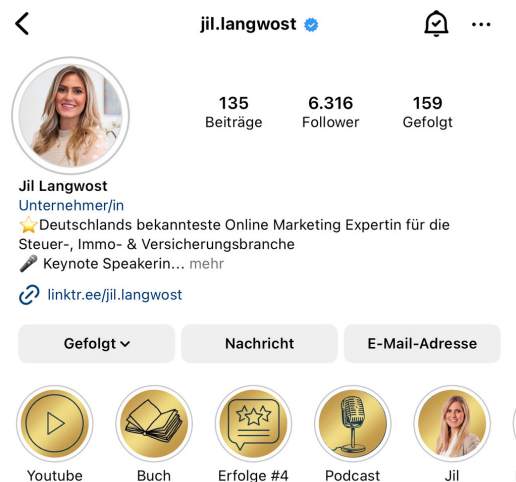 jil.langwost
135 6.316 159
Beiträge Follower Gefolgt
Jil Langwost
Unternehmer/in
⭐Deutschlands bekannteste Online Marketing Expertin für die
Steuer-, Immo- & Versicherungsbranche
🎤 Keynote Speakerin... mehr
linktr.ee/jil.langwost
Gefolgt Nachricht E-Mail-Adresse
Youtube Buch Erfolge #4 Podcast Jil